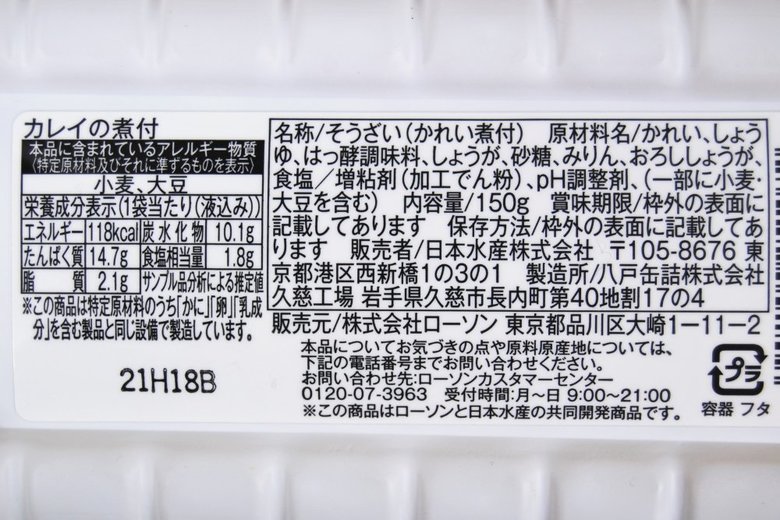 カレイの煮付
本品に含まれているアレルギー物質
(特定原材料及びそれに準ずるものを表示)
小麦、大豆
栄養成分表示(1袋当たり(液込み))
エネルギー 118kcal 炭水化物 10.1g
たんぱく質 14.7g 食塩相当量 1.8g
脂質 2.1g サンプル品分析による推定値
※この商品は特定原材料のうち「かに」「卵」「乳成
分」を含む製品と同じ設備で製造しています。
21H18B
名称/そうざい(かれい煮付) 原材料名/かれい、しょう
ゆ、はっ酵調味料、しょうが、砂糖、みりん、おろししょうが、
食塩/増粘剤(加工でん粉)、pH調整剤、(一部に小麦・
大豆を含む) 内容量/150g 賞味期限/枠外の表面に
記載してあります 保存方法/枠外の表面に記載してあ
ります 販売者/日本水産株式会社 〒105-8676 東
京都港区西新橋1の3の1 製造所/八戸缶詰株式会社
久慈工場 岩手県久慈市長内町第40地割17の4
販売元/株式会社ローソン 東京都品川区大崎1-11-2
本品についてお気づきの点や原料原産地については、
下記の電話番号までお問い合わせください。
お問い合わせ先:ローソンカスタマーセンター
0120-07-3963 受付時間:月~日 9:00~21:00
※この商品はローソンと日本水産の共同開発商品です。
プラ
容器 フタ